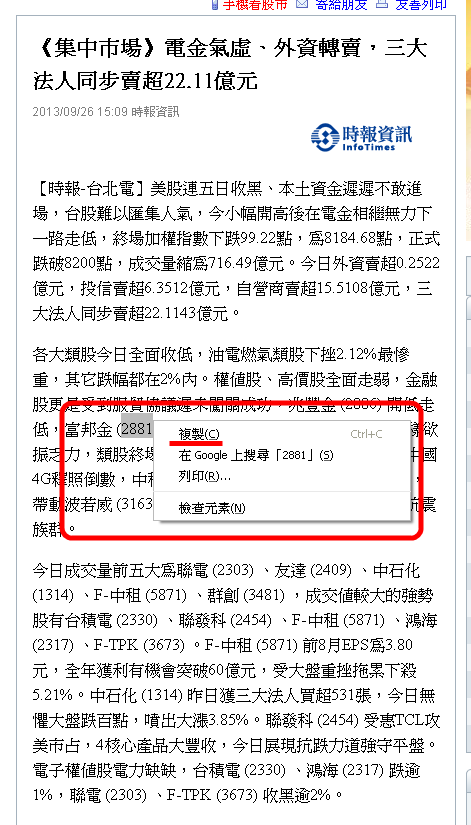 手機看股市 寄給朋友 友善列印
《集中市場》電金氣虛、外資轉賣，三大
法人同步賣超22.11億元
2013/09/26 15:09 時報資訊
時報資訊
InfoTimes
【時報-台北電】美股連五日收黑、本土資金遲遲不敢進
場，台股難以匯集人氣，今小幅開高後在電金相繼無力下
一路走低，終場加權指數下跌99.22點，為8184.68點，正式
跌破8200點，成交量縮為716.49億元。今日外資賣超0.2522
億元，投信賣超6.3512億元，自營商賣超15.5108億元，三
大法人同步賣超22.1143億元。
各大類股今日全面收低，油電燃氣類股下挫2.12%最慘
重，其它跌幅都在2%內。權值股、高價股全面走弱，金融
股更是受到服貿協議遲未闖關成功，兆豐金 (2886) 開低走
低，富邦金 (2881
複製(C) Ctrl+C
欲
振乏力，類股終場
在 Google 上搜尋「2881」(S)
中國
4G釋照倒數，中
列印(R)...
，
帶動波若威 (3163
檢查元素(N)
抗雲
族群。
今日成交量前五大為聯電 (2303) 、友達 (2409) 、中石化
(1314) 、F-中租 (5871) 、群創 (3481) ，成交值較大的強勢
股有台積電 (2330) 、聯發科 (2454) 、F-中租 (5871) 、鴻海
(2317) 、F-TPK (3673) 。F-中租 (5871) 前8月EPS為3.80
元，全年獲利有機會突破60億元，受大盤重挫拖累下殺
5.21%。中石化 (1314) 昨日獲三大法人買超531張，今日無
懼大盤跌百點，噴出大漲3.85%。聯發科 (2454) 受惠TCL攻
美市占，4核心產品大豐收，今日展現抗跌力道強守平盤。
電子權值股電力缺缺，台積電 (2330) 、鴻海 (2317) 跌逾
1%，聯電 (2303) 、F-TPK (3673) 收黑逾2%。